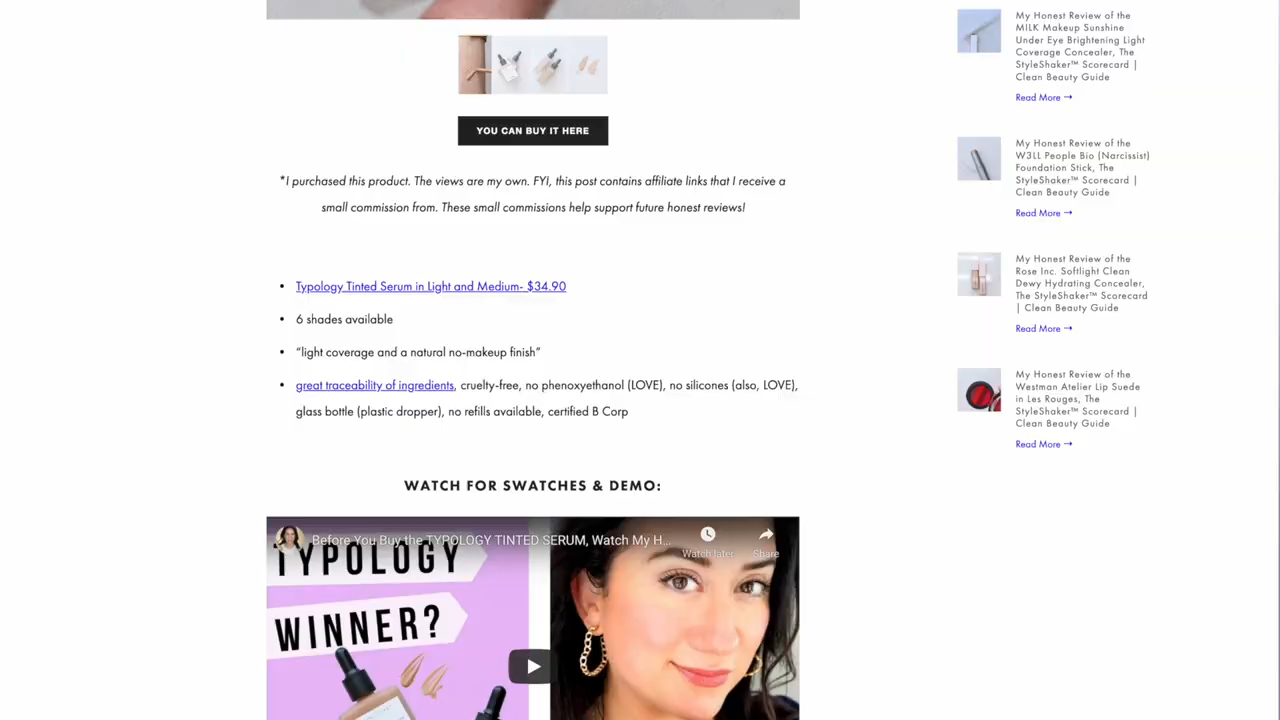 YOU CAN BUY IT HERE
*I purchased this product. The views are my own. FYI, this post contains affiliate links that I receive a
small commission from. These small commissions help support future honest reviews!
• Typology Tinted Serum in Light and Medium- $34.90
• 6 shades available
• “light coverage and a natural no-makeup finish”
• great traceability of ingredients, cruelty-free, no phenoxyethanol (LOVE), no silicones (also, LOVE),
glass bottle (plastic dropper), no refills available, certified B Corp
WATCH FOR SWATCHES & DEMO:
Before You Buy the TYPOLOGY TINTED SERUM, Watch My H...
Watch later
Share
TYPOLOGY
WINNER?
My Honest Review of the
MILK Makeup Sunshine
Under Eye Brightening Light
Coverage Concealer, The
StyleShaker™ Scorecard |
Clean Beauty Guide
Read More →
My Honest Review of the
W3LL People Bio (Narcissist)
Foundation Stick, The
StyleShaker™ Scorecard |
Clean Beauty Guide
Read More →
My Honest Review of the
Rose Inc. Softlight Clean
Dewy Hydrating Concealer,
The StyleShaker™ Scorecard
| Clean Beauty Guide
Read More →
My Honest Review of the
Westman Atelier Lip Suede
in Les Rouges, The
StyleShaker™ Scorecard |
Clean Beauty Guide
Read More →